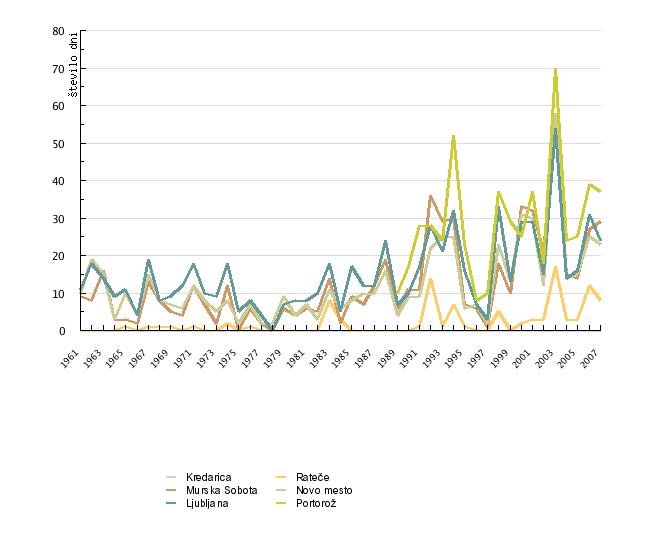 število dni
80
70
60
50
40
30
20
10
0
1961 1963 1965 1967 1969 1971 1973 1975 1977 1979 1981 1983 1985 1987 1989 1991 1993 1995 1997 1999 2001 2003 2005 2007
Kredarica Rateče
Murska Sobota Novo mesto
Ljubljana Portorož